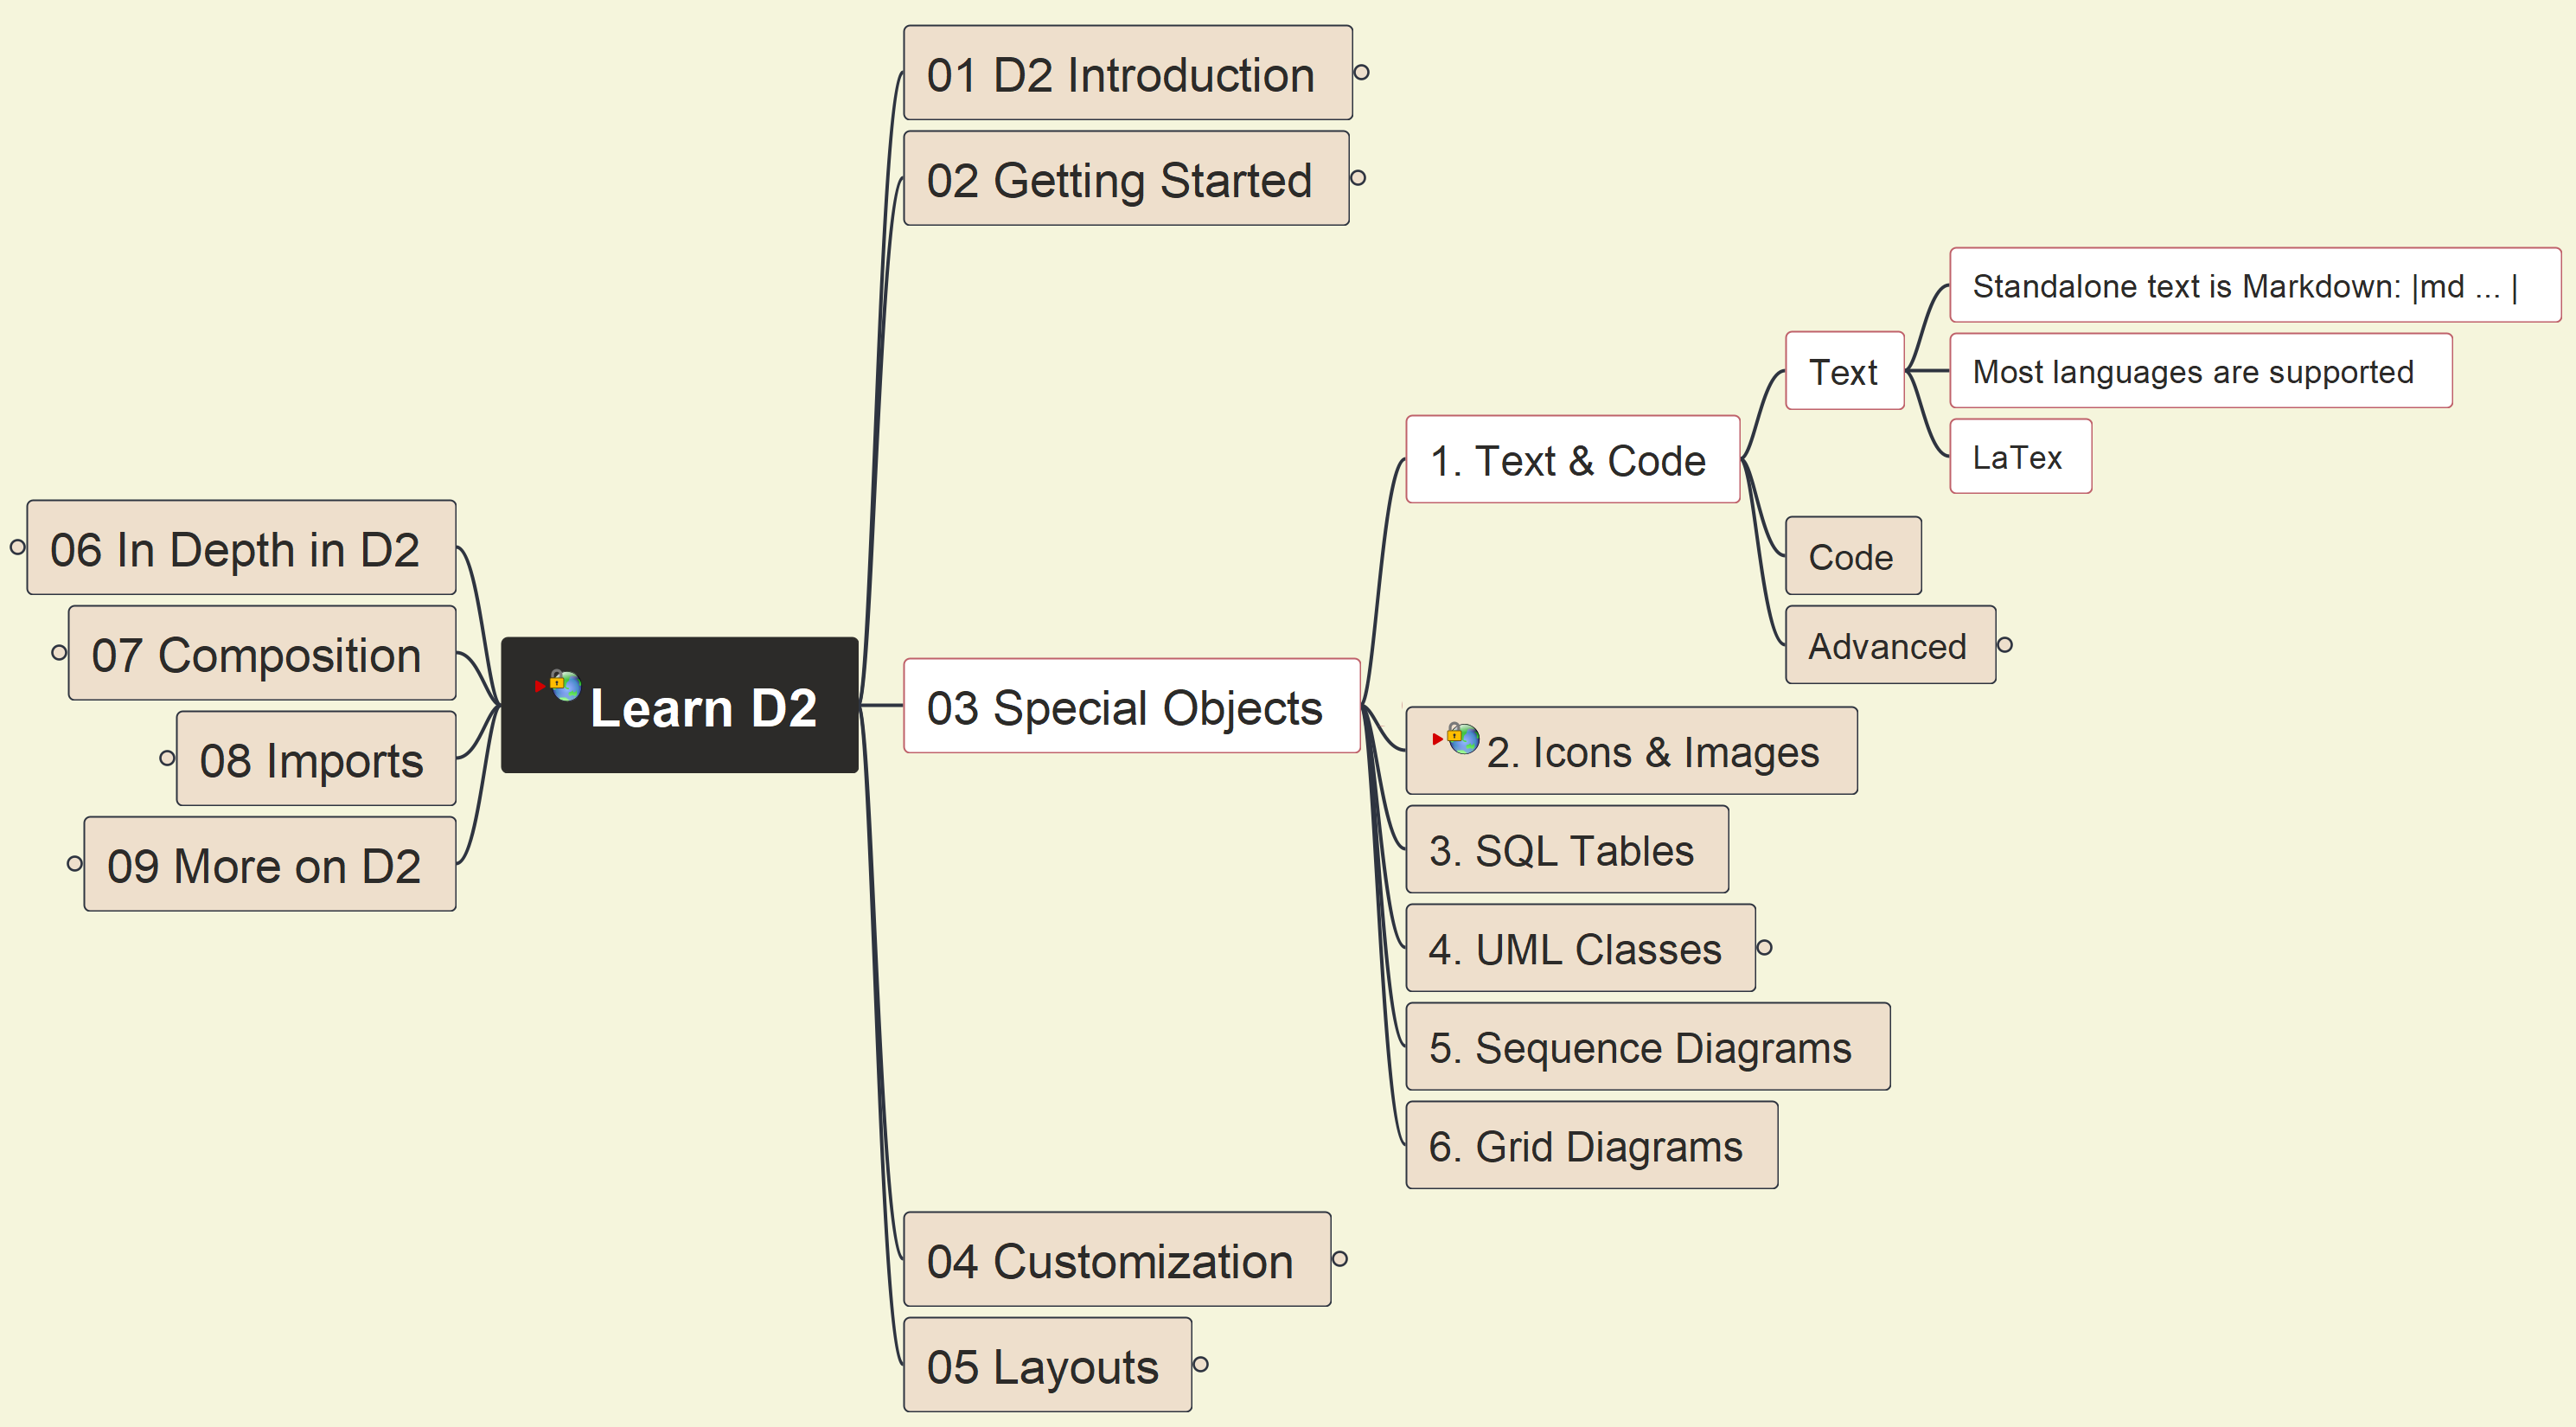 Learn D2
01 D2 Introduction
02 Getting Started
03 Special Objects
1. Text & Code
Text
Standalone text is Markdown: |md ... |
Most languages are supported
LaTex
Code
Advanced
2. Icons & Images
3. SQL Tables
4. UML Classes
5. Sequence Diagrams
6. Grid Diagrams
04 Customization
05 Layouts
06 In Depth in D2
07 Composition
08 Imports
09 More on D2